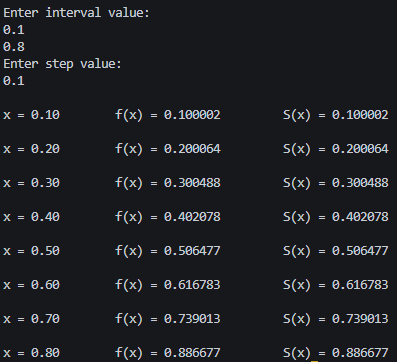 Enter interval value:
0.1
0.8
Enter step value:
0.1
x = 0.10 f(x) = 0.100002 S(x) = 0.100002
x = 0.20 f(x) = 0.200064 S(x) = 0.200064
x = 0.30 f(x) = 0.300488 S(x) = 0.300488
x = 0.40 f(x) = 0.402078 S(x) = 0.402078
x = 0.50 f(x) = 0.506477 S(x) = 0.506477
x = 0.60 f(x) = 0.616783 S(x) = 0.616783
x = 0.70 f(x) = 0.739013 S(x) = 0.739013
x = 0.80 f(x) = 0.886677 S(x) = 0.886677